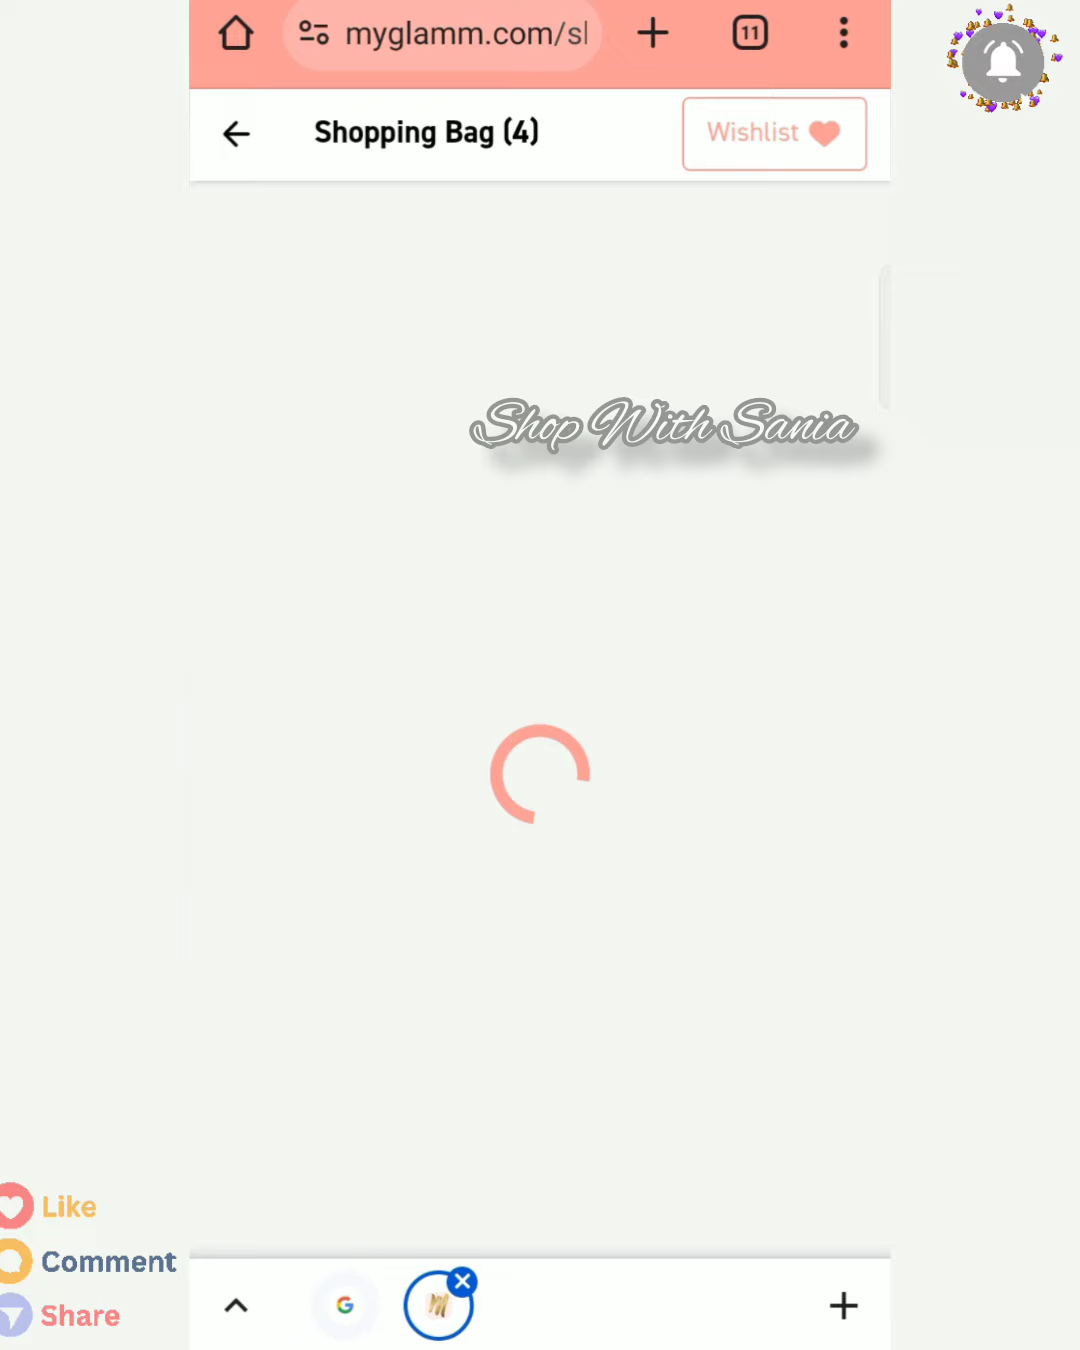 myglamm.com/sl
11
Shopping Bag (4)
Wishlist
Shop With Sania
Like
Comment
Share